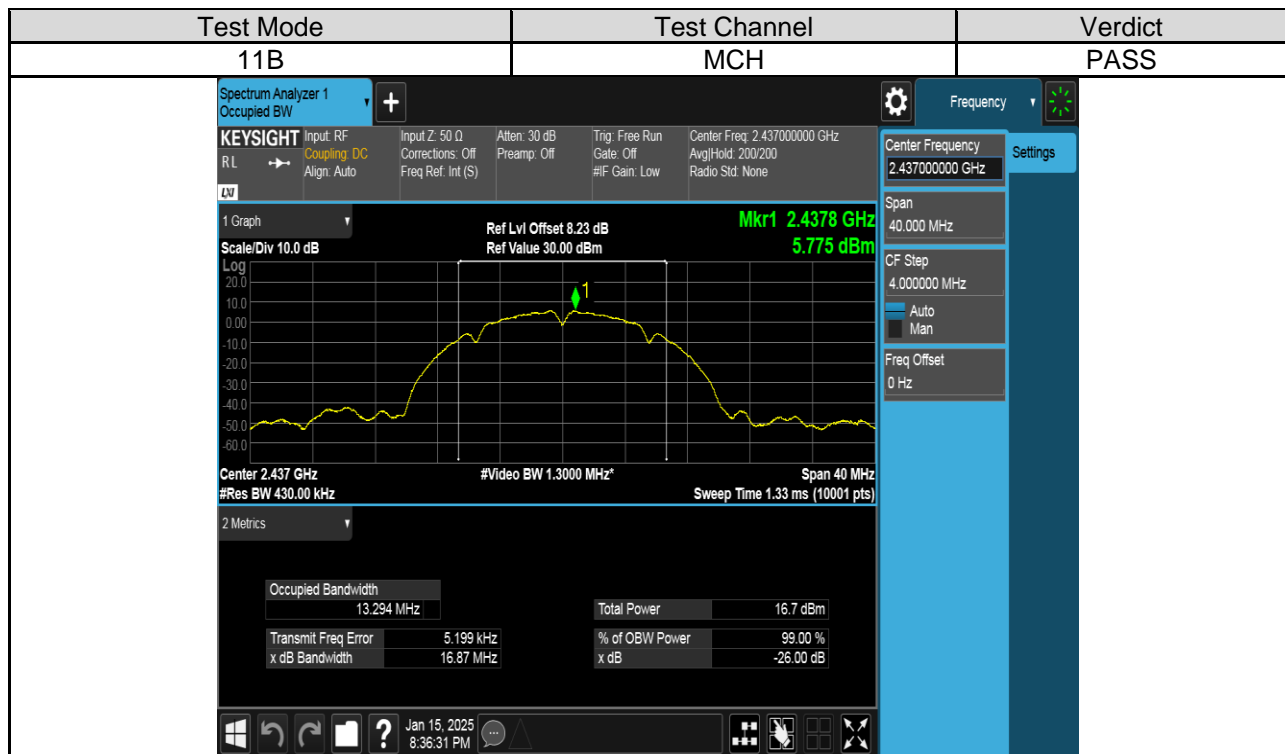 Test Mode Test Channel Verdict
11B MCH PASS
Spectrum Analyzer 1
Occupied BW
+
Frequency
KEYSIGHT Input: RF Input Z: 50 Ω Atten: 30 dB Trig: Free Run Center Freq: 2.437000000 GHz
R L Coupling: DC Corrections: Off Preamp: Off Gate: Off Avg|Hold: 200/200
Align: Auto Freq Ref: Int (S) #IF Gain: Low Radio Std: None
LXI
Center Frequency
2.437000000 GHz
Settings
Span
40.000 MHz
CF Step
4.000000 MHz
Auto
Man
Freq Offset
0 Hz
1 Graph
Ref Lvl Offset 8.23 dB
Mkr1 2.4378 GHz
Scale/Div 10.0 dB
Ref Value 30.00 dBm
5.775 dBm
Log
20.0
10.0
0.00
-10.0
-20.0
-30.0
-40.0
-50.0
-60.0
1
Center 2.437 GHz #Video BW 1.3000 MHz* Span 40 MHz
#Res BW 430.00 kHz Sweep Time 1.33 ms (10001 pts)
2 Metrics
Occupied Bandwidth
13.294 MHz
Total Power 16.7 dBm
Transmit Freq Error 5.199 kHz % of OBW Power 99.00 %
x dB Bandwidth 16.87 MHz x dB -26.00 dB
?
Jan 15, 2025
8:36:31 PM